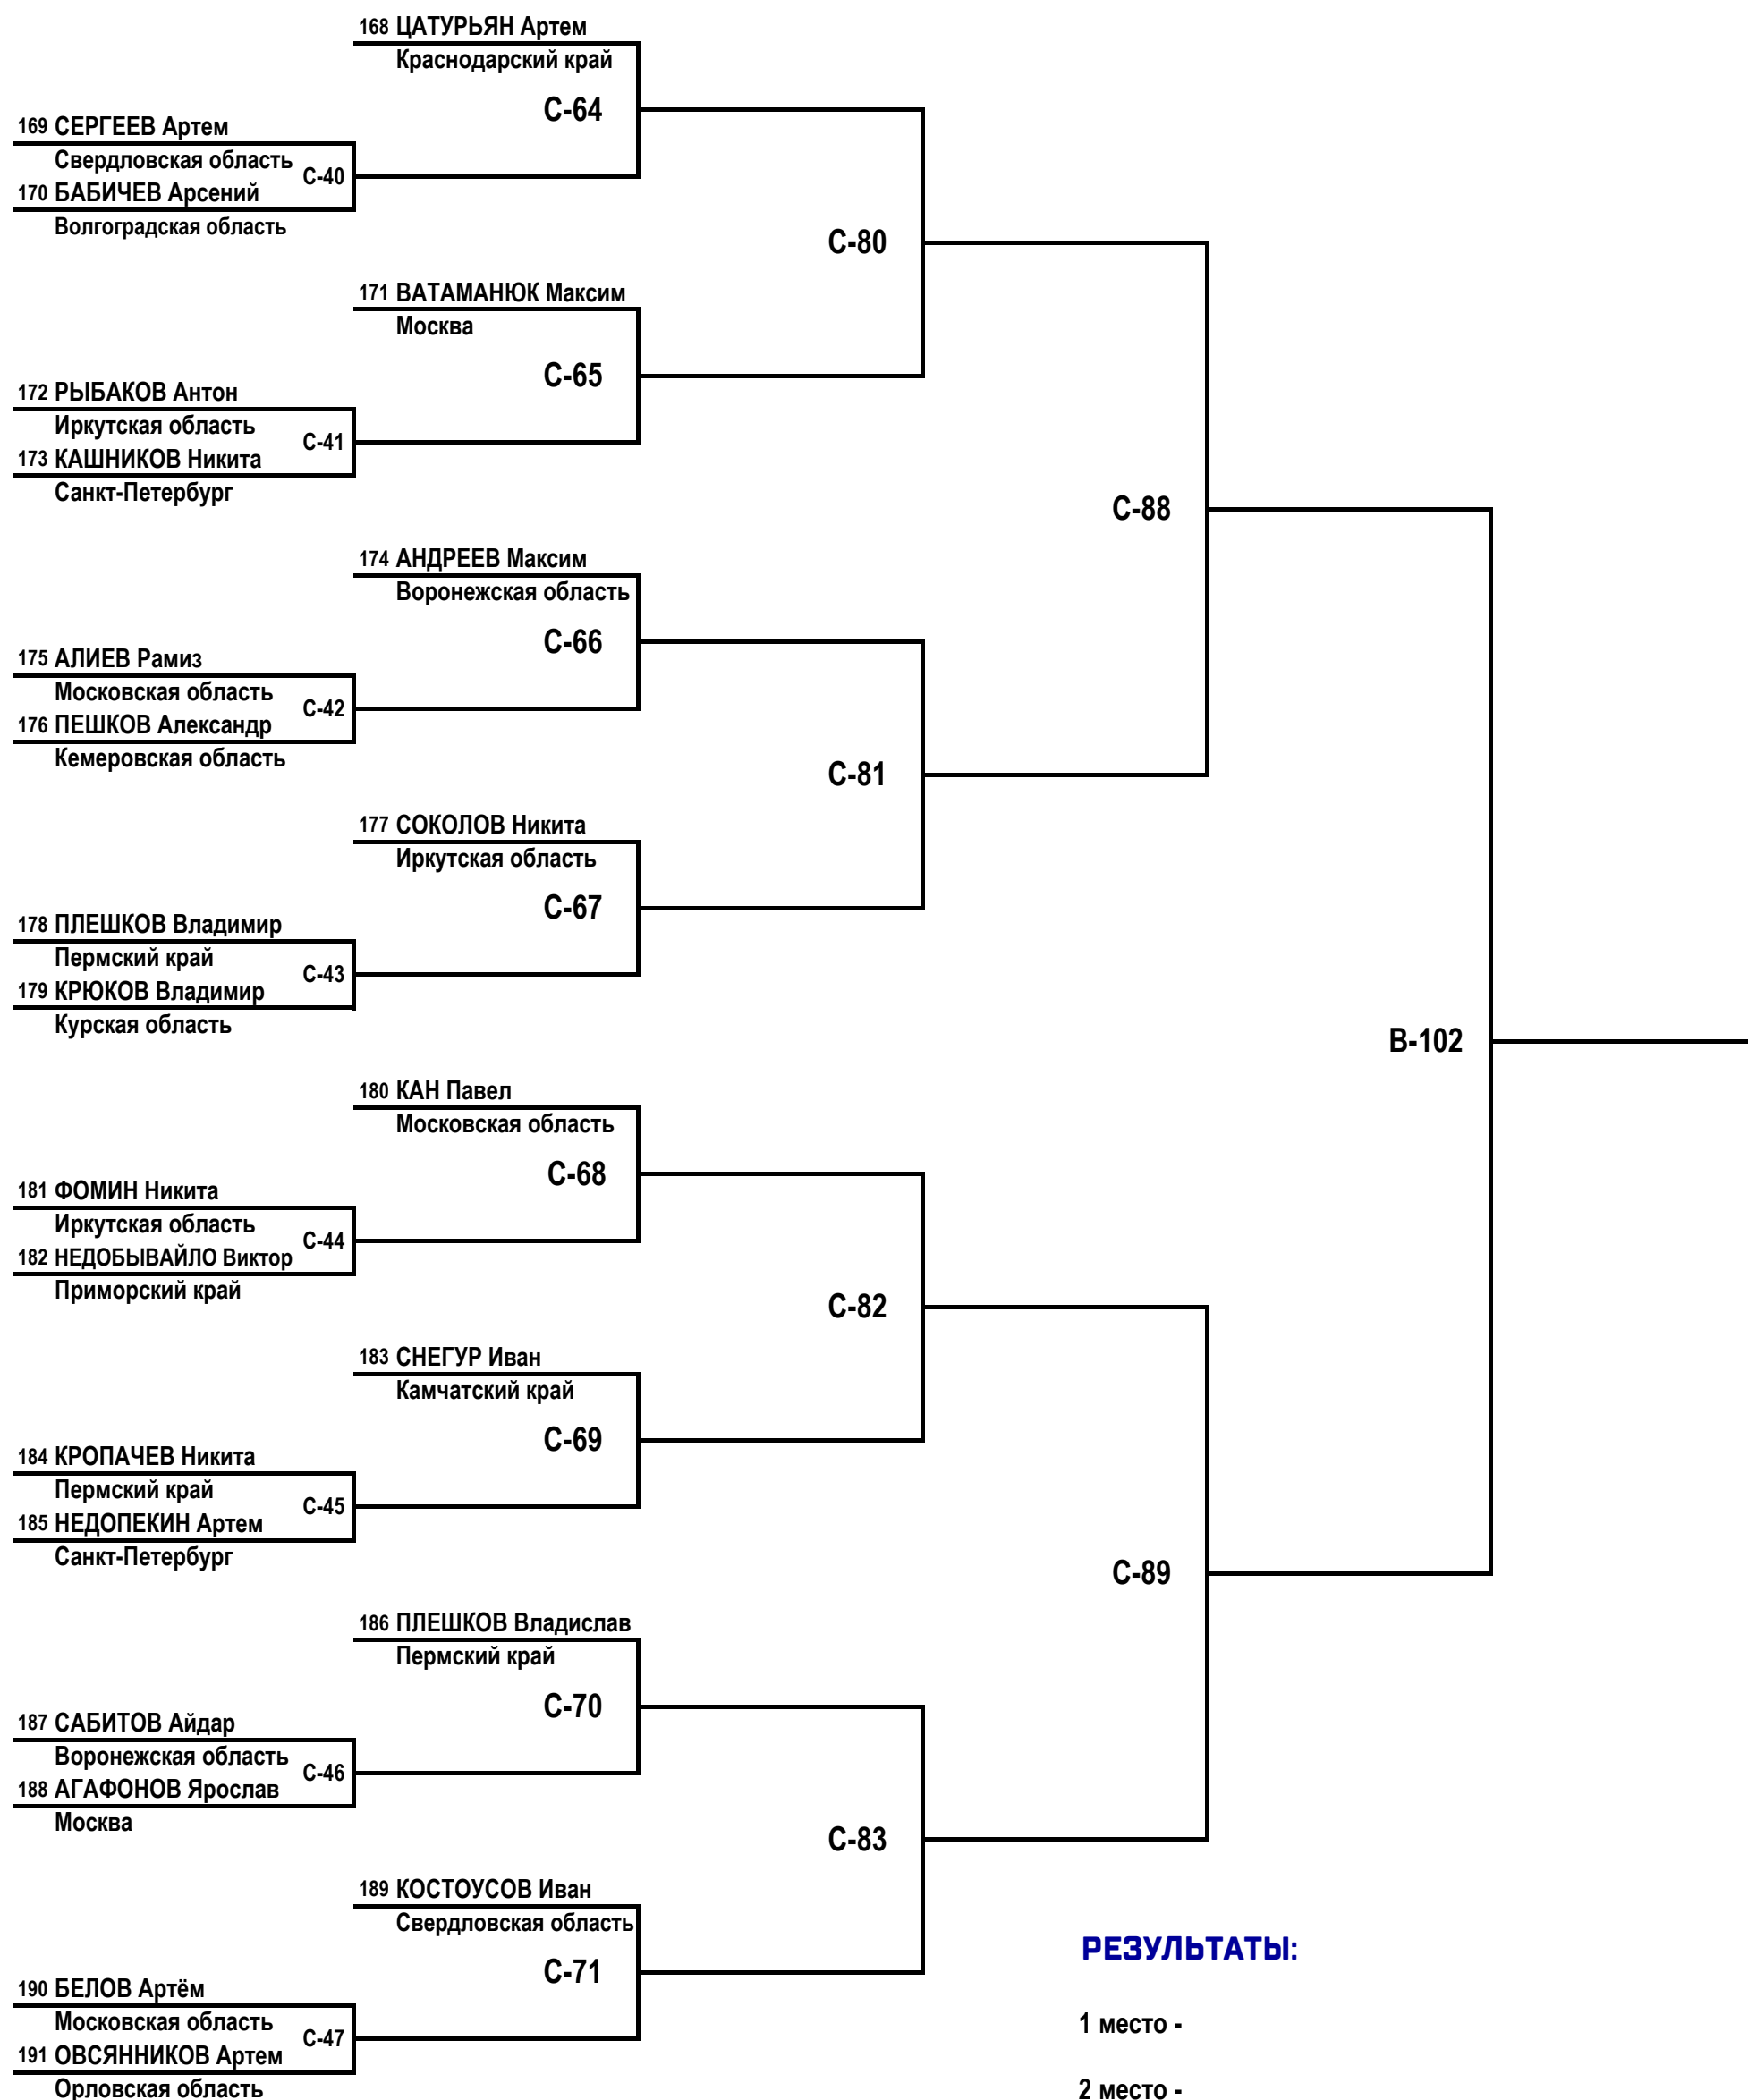 168 ЦАТУРЬЯН Артем
Краснодарский край
С-64
169 СЕРГЕЕВ Артем
Свердловская область
С-40
170 БАБИЧЕВ Арсений
Волгоградская область
С-80
171 ВАТАМАНЮК Максим
Москва
С-65
172 РЫБАКОВ Антон
Иркутская область
С-41
173 КАШНИКОВ Никита
Санкт-Петербург
С-88
174 АНДРЕЕВ Максим
Воронежская область
С-66
175 АЛИЕВ Рамиз
Московская область
С-42
176 ПЕШКОВ Александр
Кемеровская область
С-81
177 СОКОЛОВ Никита
Иркутская область
С-67
178 ПЛЕШКОВ Владимир
Пермский край
С-43
179 КРЮКОВ Владимир
Курская область
В-102
180 КАН Павел
Московская область
С-68
181 ФОМИН Никита
Иркутская область
С-44
182 НЕДОБЫВАЙЛО Виктор
Приморский край
С-82
183 СНЕГУР Иван
Камчатский край
С-69
184 КРОПАЧЕВ Никита
Пермский край
С-45
185 НЕДОПЕКИН Артем
Санкт-Петербург
С-89
186 ПЛЕШКОВ Владислав
Пермский край
С-70
187 САБИТОВ Айдар
Воронежская область
С-46
188 АГАФОНОВ Ярослав
Москва
С-83
189 КОСТОУСОВ Иван
Свердловская область
С-71
190 БЕЛОВ Артём
Московская область
С-47
191 ОВСЯННИКОВ Артем
Орловская область
РЕЗУЛЬТАТЫ:
1 место -
2 место -